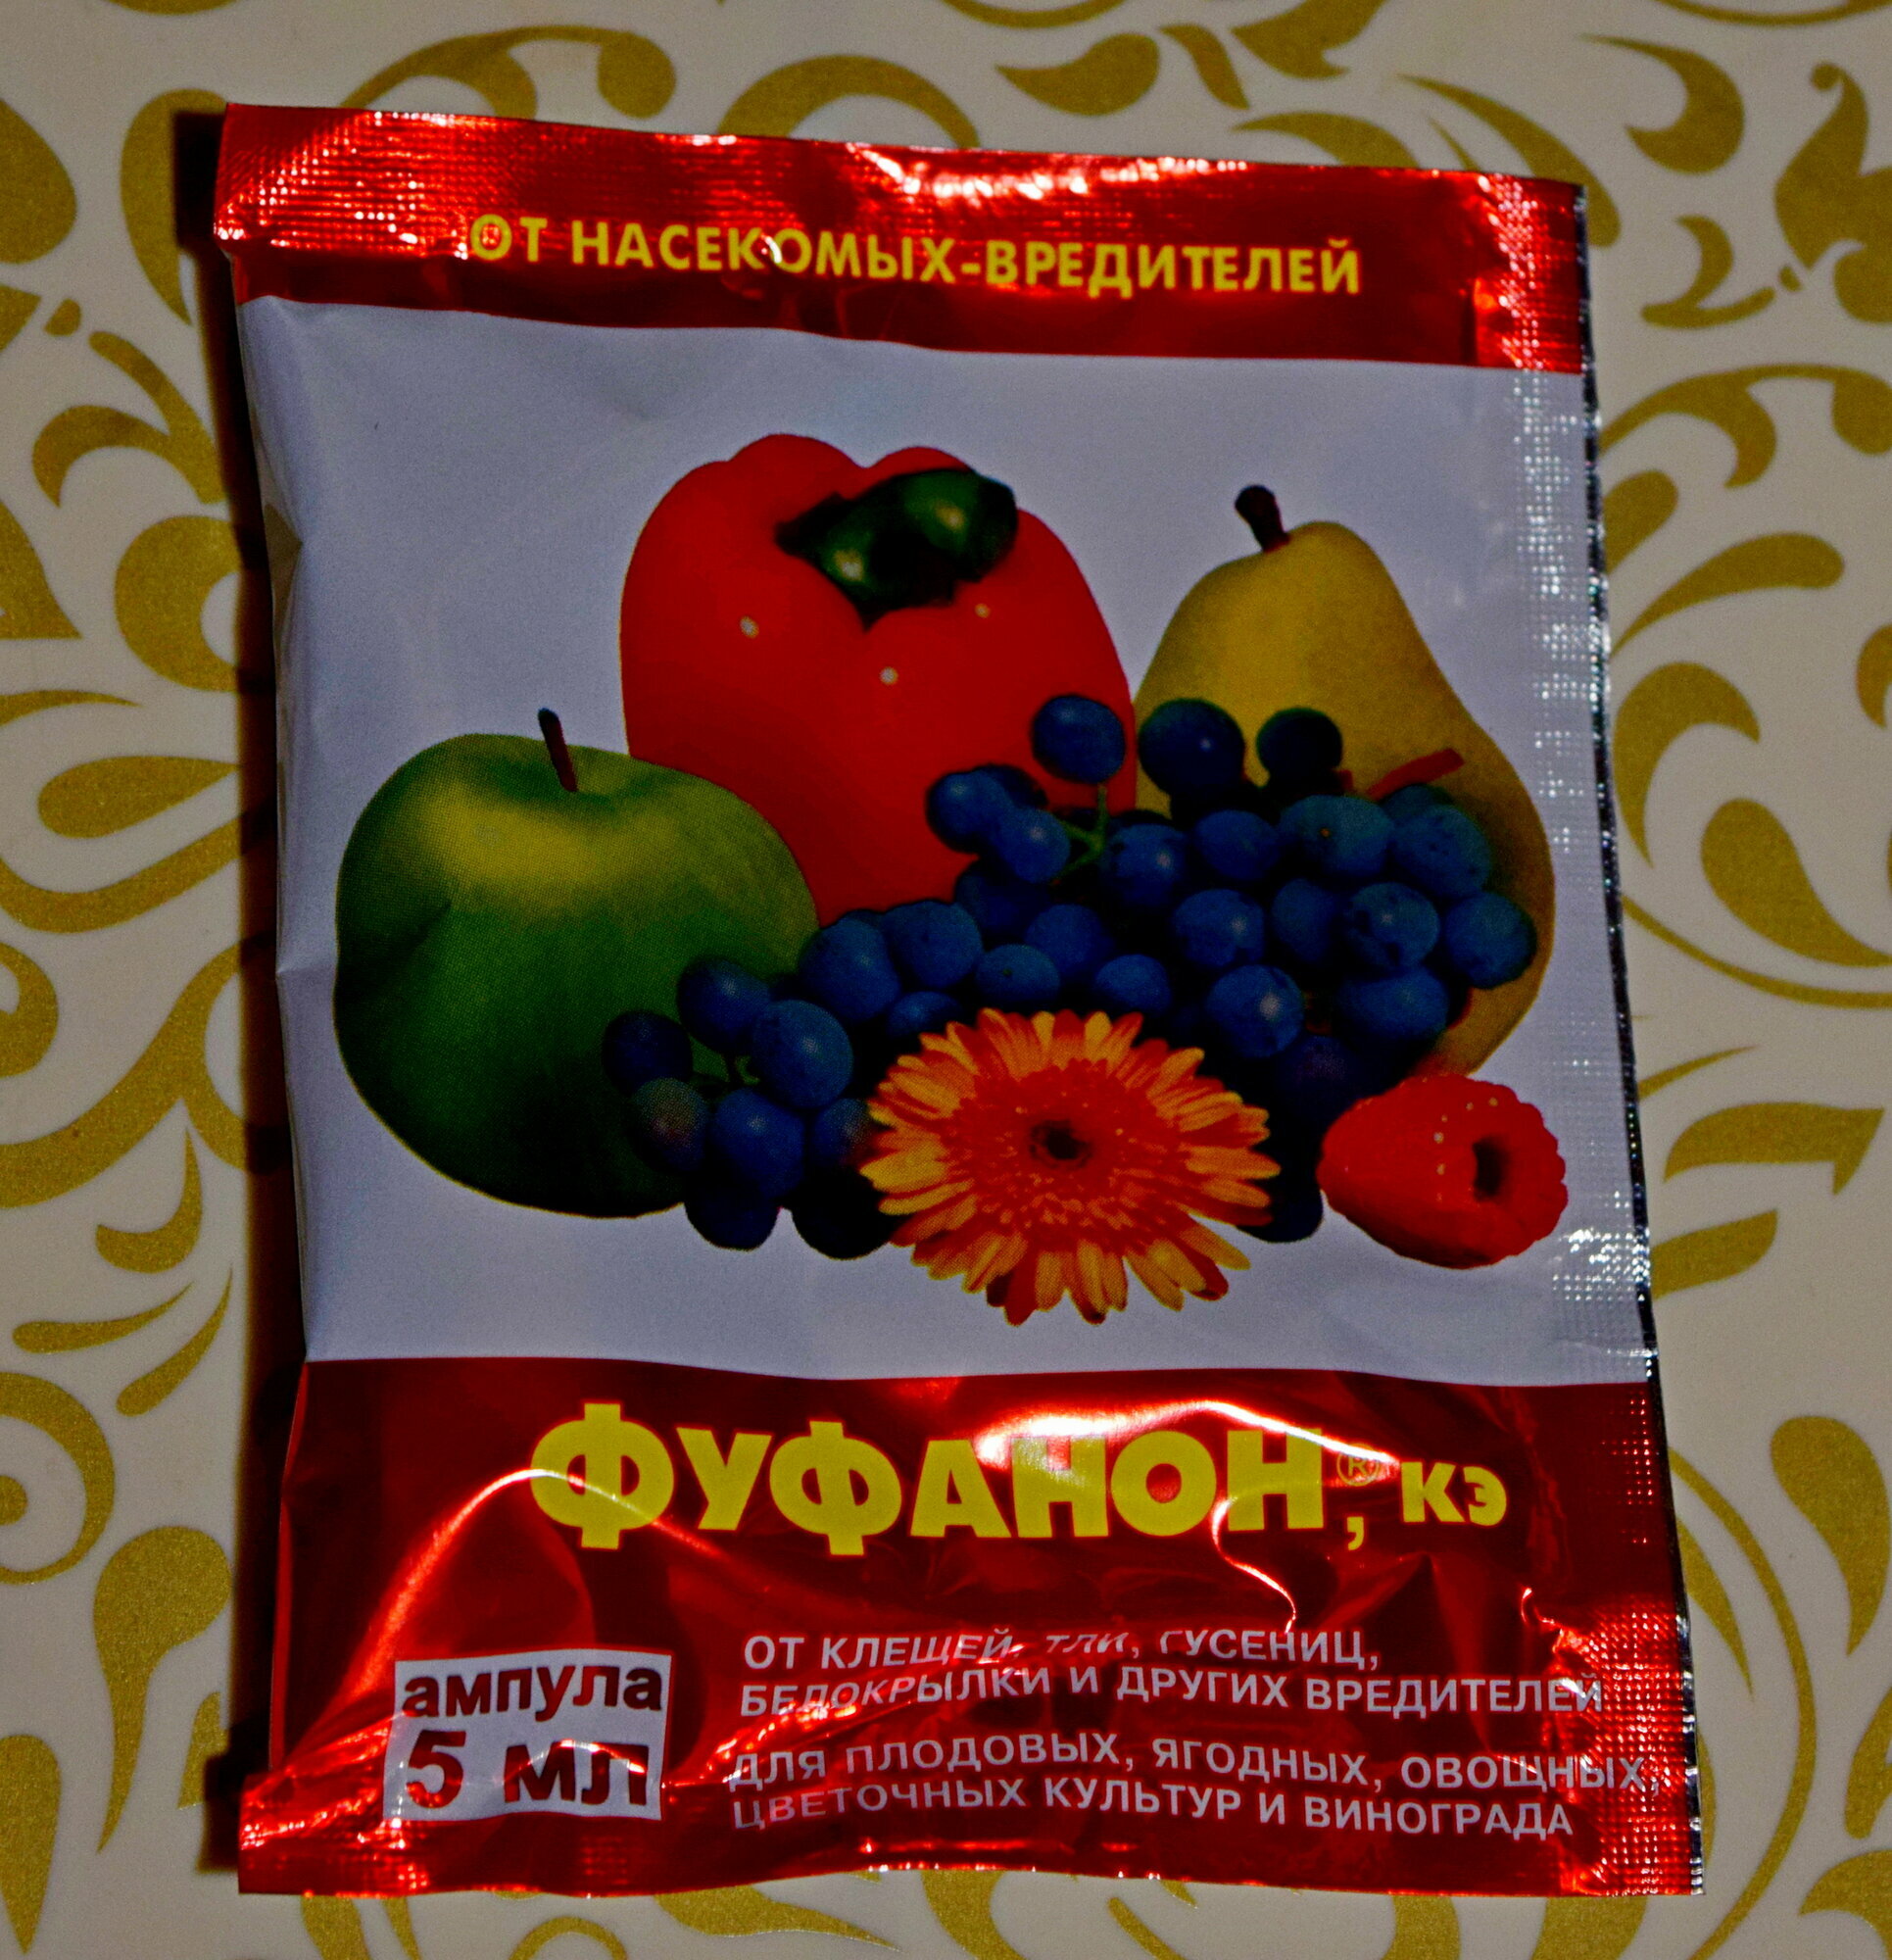 ОТ НАСЕКОМЫХ-ВРЕДИТЕЛЕЙ
ФУФАНОН®, КЭ
ампула
5 мл
ОТ КЛЕЩЕЙ, ТЛИ, ГУСЕНИЦ,
БЕЛОКРЫЛКИ И ДРУГИХ ВРЕДИТЕЛЕЙ
ДЛЯ ПЛОДОВЫХ, ЯГОДНЫХ, ОВОЩНЫХ,
ЦВЕТОЧНЫХ КУЛЬТУР И ВИНОГРАДА